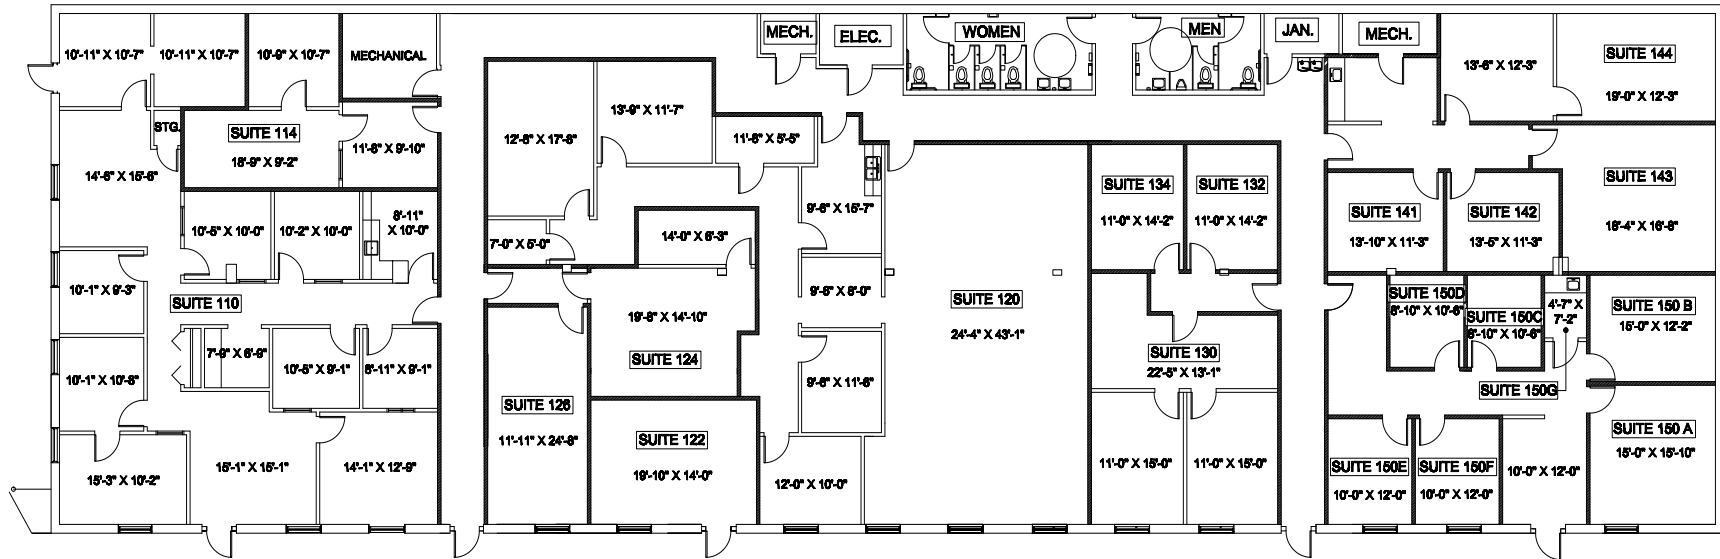 10'-11" X 10'-7"
10'-11" X 10'-7"
10'-9" X 10'-7"
MECHANICAL
STG.
SUITE 114
18'-9" X 9'-2"
11'-6" X 9'-10"
14'-6" X 15'-6"
10'-5" X 10'-0"
10'-2" X 10'-0"
8'-11"
X 10'-0"
10'-1" X 9'-3"
SUITE 110
7'-9" X 6'-9"
10'-5" X 9'-1"
8'-11" X 9'-1"
10'-1" X 10'-8"
15'-3" X 10'-2"
15'-1" X 15'-1"
14'-1" X 12'-9"
MECH.
ELEC.
WOMEN
MEN
JAN.
MECH.
12'-8" X 17'-8"
13'-9" X 11'-7"
11'-8" X 5'-5"
9'-6" X 15'-7"
7'-0" X 5'-0"
14'-0" X 6'-3"
9'-6" X 8'-0"
19'-8" X 14'-10"
SUITE 124
9'-6" X 11'-6"
SUITE 126
11'-11" X 24'-8"
SUITE 122
19'-10" X 14'-0"
12'-0" X 10'-0"
SUITE 120
24'-4" X 43'-1"
SUITE 134
11'-0" X 14'-2"
SUITE 132
11'-0" X 14'-2"
SUITE 130
22'-5" X 13'-1"
11'-0" X 15'-0"
11'-0" X 15'-0"
13'-6" X 12'-3"
SUITE 144
19'-0" X 12'-3"
SUITE 143
18'-4" X 16'-8"
SUITE 141
13'-10" X 11'-3"
SUITE 142
13'-5" X 11'-3"
SUITE 150D
8'-10" X 10'-6"
SUITE 150C
8'-10" X 10'-6"
4'-7" X
7'-2"
SUITE 150 B
15'-0" X 12'-2"
SUITE 150G
SUITE 150 A
15'-0" X 15'-10"
SUITE 150E
10'-0" X 12'-0"
SUITE 150F
10'-0" X 12'-0"
10'-0" X 12'-0"